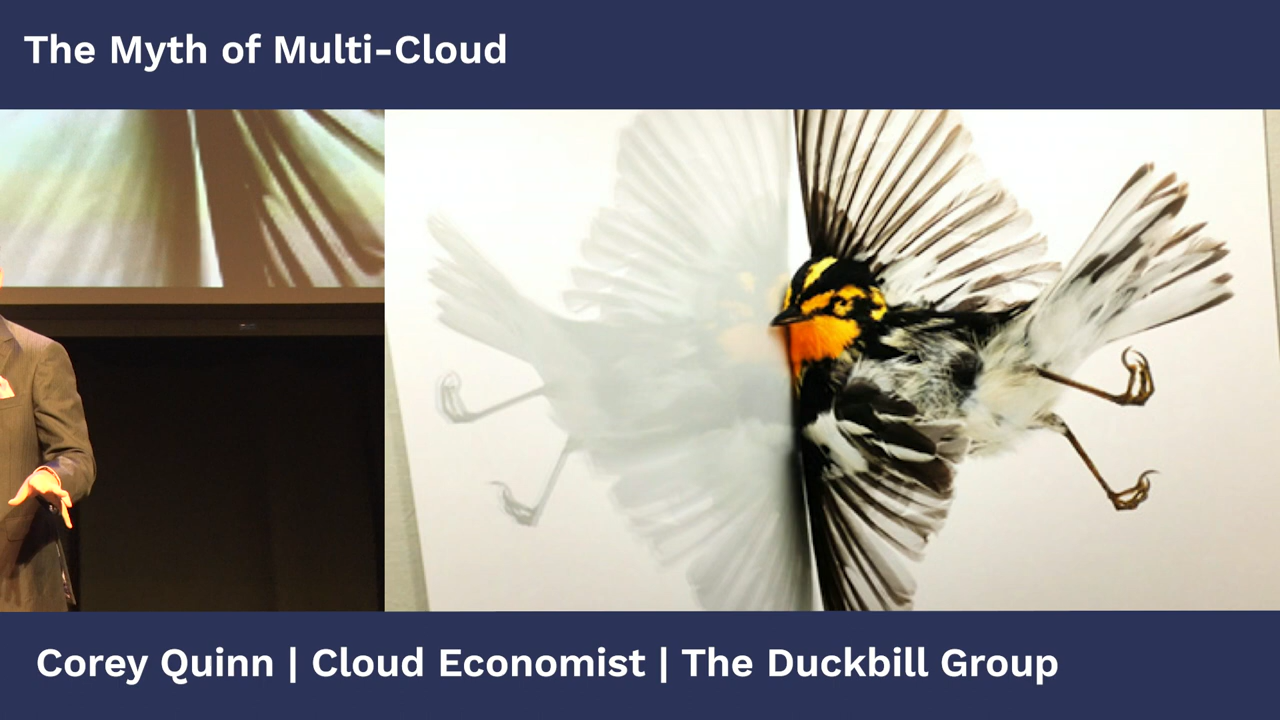 The Myth of Multi-Cloud
Corey Quinn | Cloud Economist | The Duckbill Group